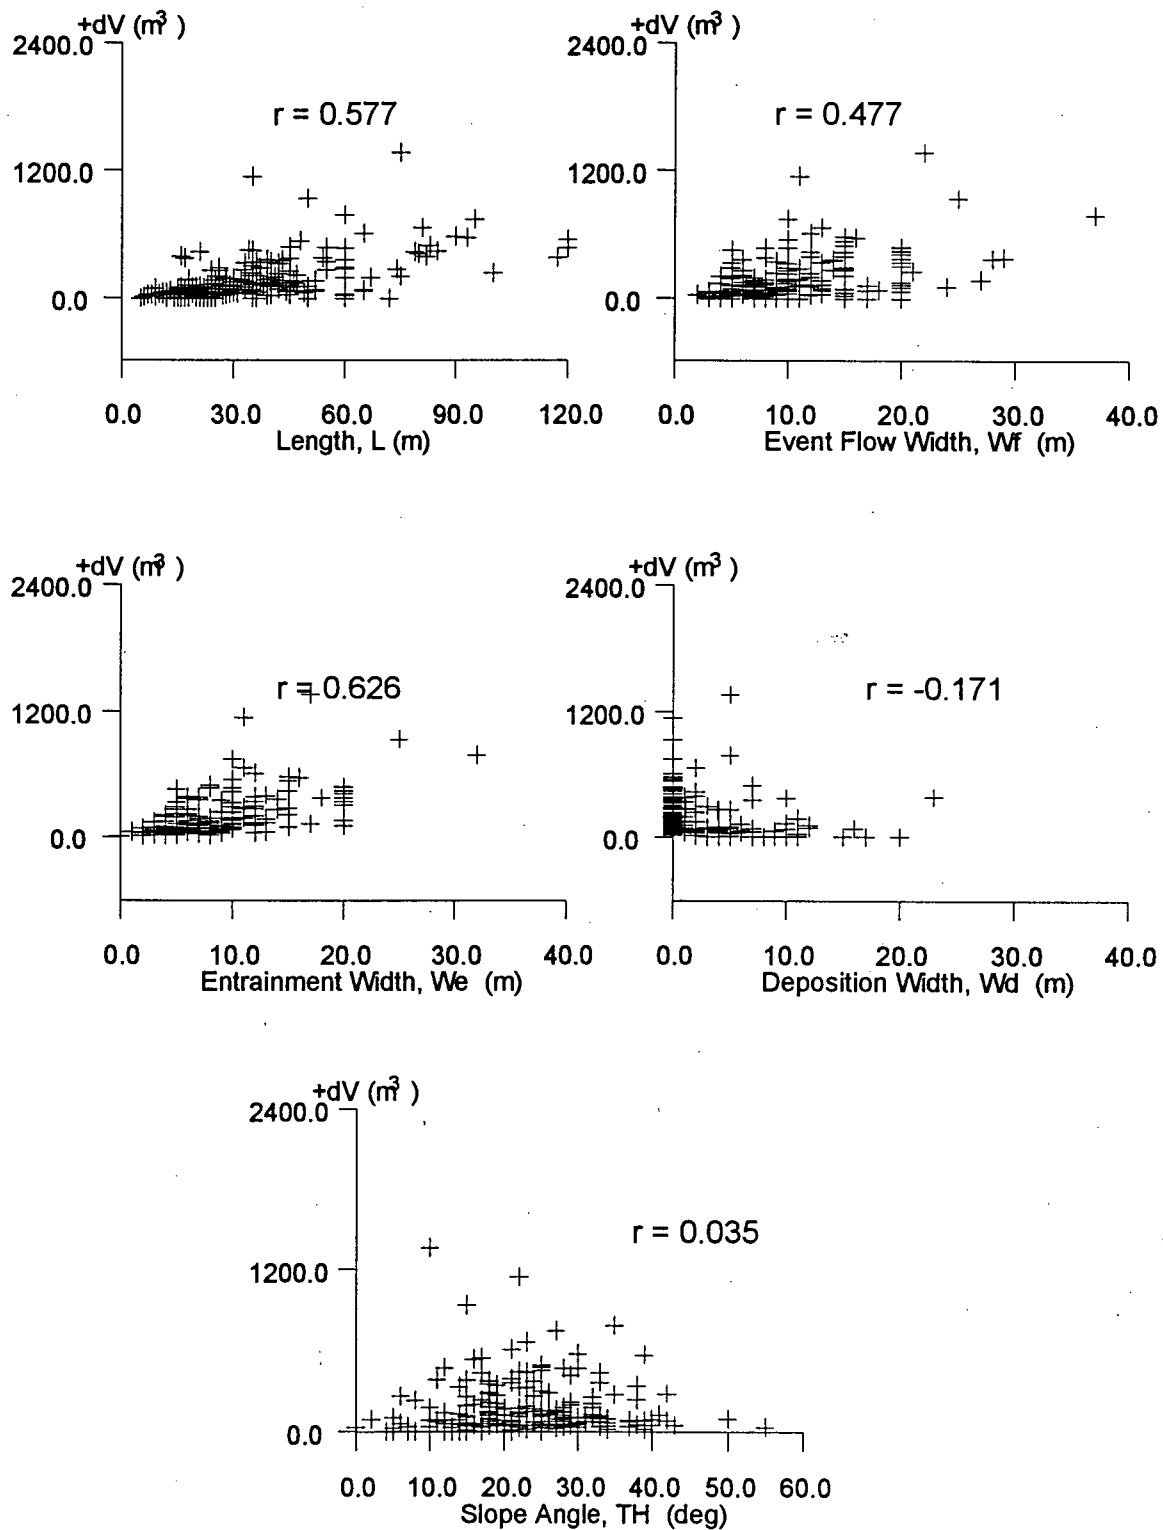 +dV (m³ )
2400.0
1200.0
0.0
r = 0.577
0.0 30.0 60.0 90.0 120.0
Length, L (m)
+dV (m³ )
2400.0
1200.0
0.0
r = 0.477
0.0 10.0 20.0 30.0 40.0
Event Flow Width, Wf (m)
+dV (m³ )
2400.0
1200.0
0.0
r = 0.626
0.0 10.0 20.0 30.0 40.0
Entrainment Width, We (m)
+dV (m³ )
2400.0
1200.0
0.0
r = -0.171
0.0 10.0 20.0 30.0 40.0
Deposition Width, Wd (m)
+dV (m³ )
2400.0
1200.0
0.0
r = 0.035
0.0 10.0 20.0 30.0 40.0 50.0 60.0
Slope Angle, TH (deg)